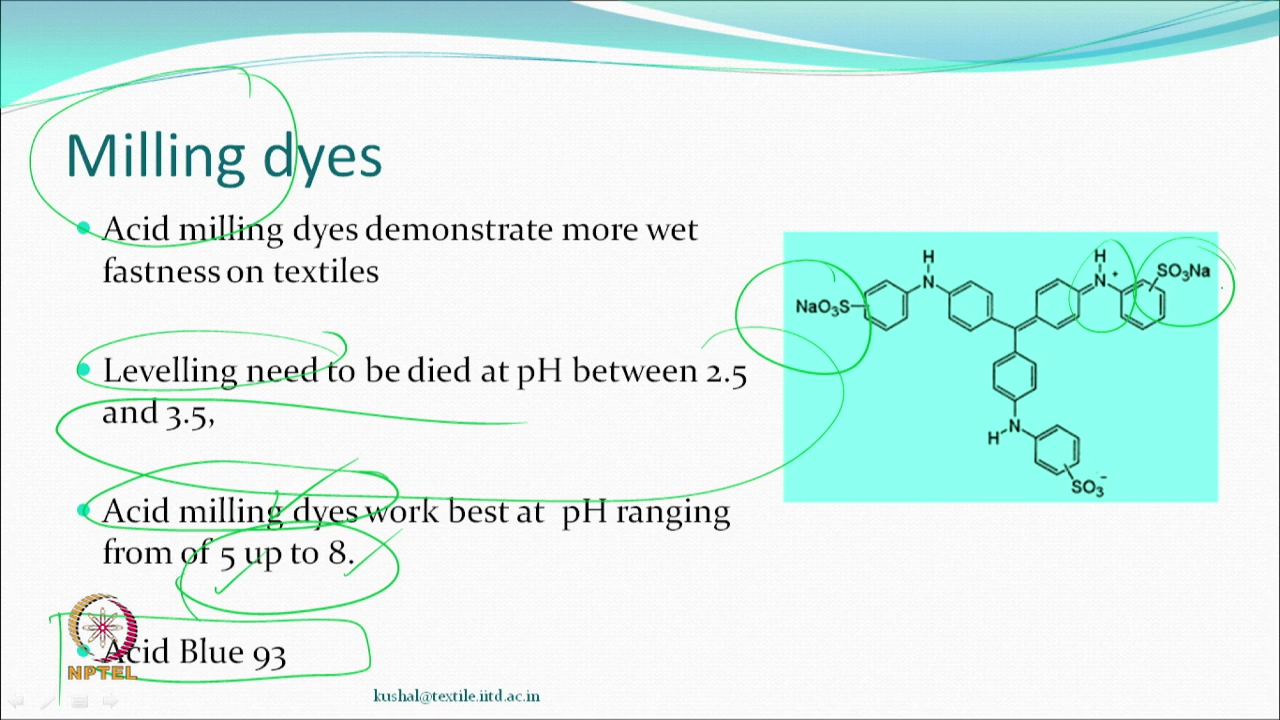 Milling dyes
Acid milling dyes demonstrate more wet
fastness on textiles
Levelling need to be died at pH between 2.5
and 3.5,
Acid milling dyes work best at pH ranging
from of 5 up to 8.
Acid Blue 93
NPTEL
kushal@textile.iitd.ac.in
H
N
H
N
+
SO3Na
NaO3S
H
N
SO3-